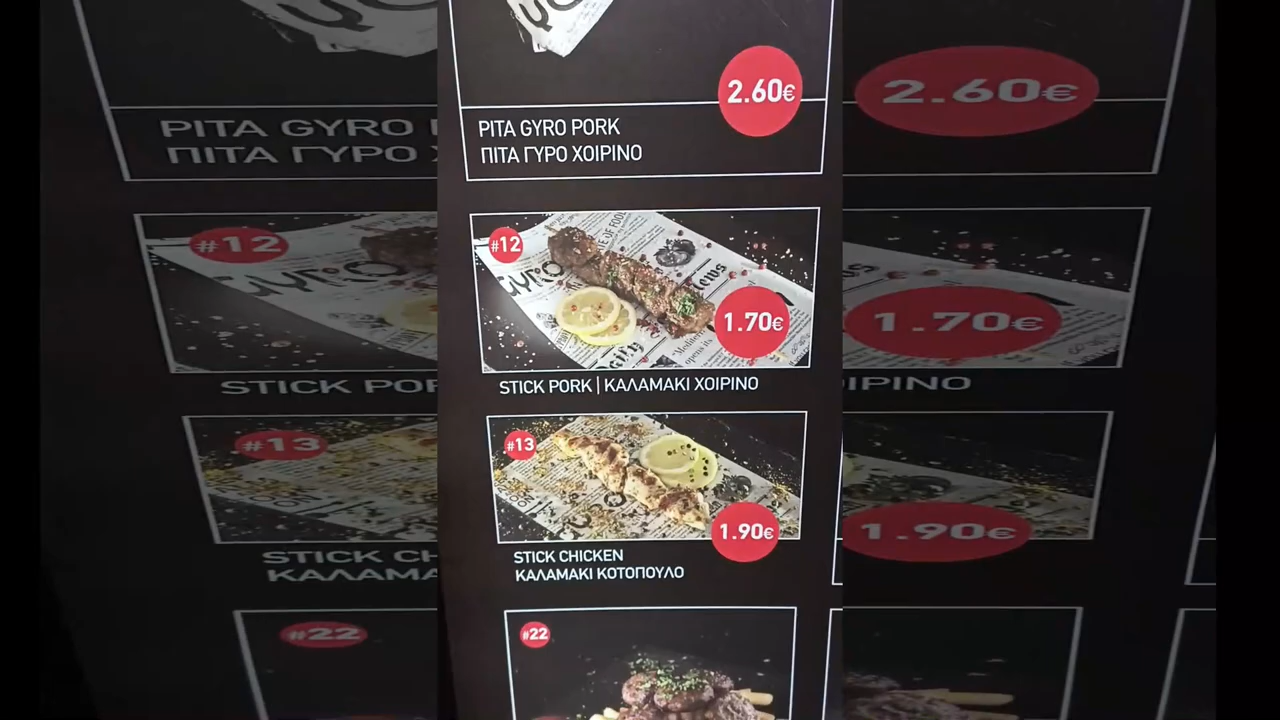 2.60€
PITA GYRO PORK
ΠΙΤΑ ΓΥΡΟ ΧΟΙΡΙΝΟ
#12
1.70€
STICK PORK | ΚΑΛΑΜΑΚΙ ΧΟΙΡΙΝΟ
#13
1.90€
STICK CHICKEN
ΚΑΛΑΜΑΚΙ ΚΟΤΟΠΟΥΛΟ
#22